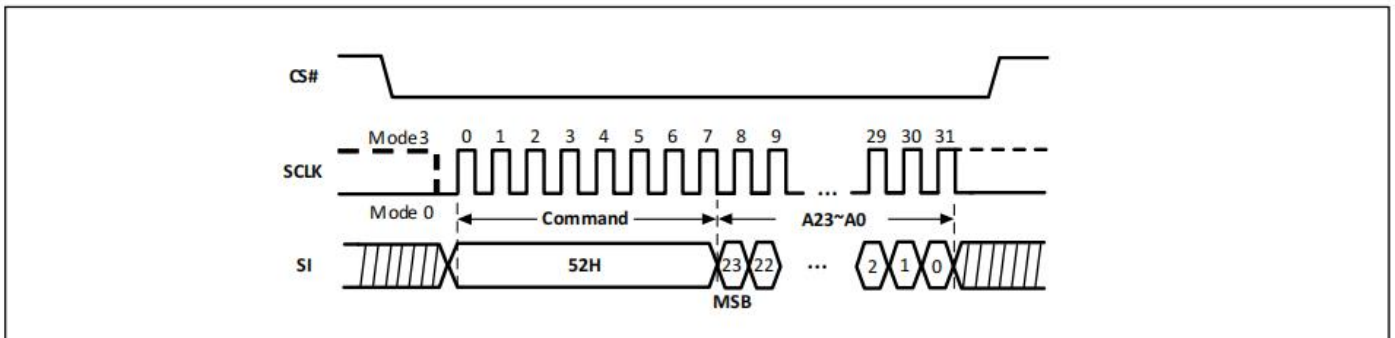 CS#
Mode3 0 1 2 3 4 5 6 7 8 9 29 30 31
SCLK
...
Mode 0 Command A23~A0
SI 52H 23 22 ... 2 1 0
MSB